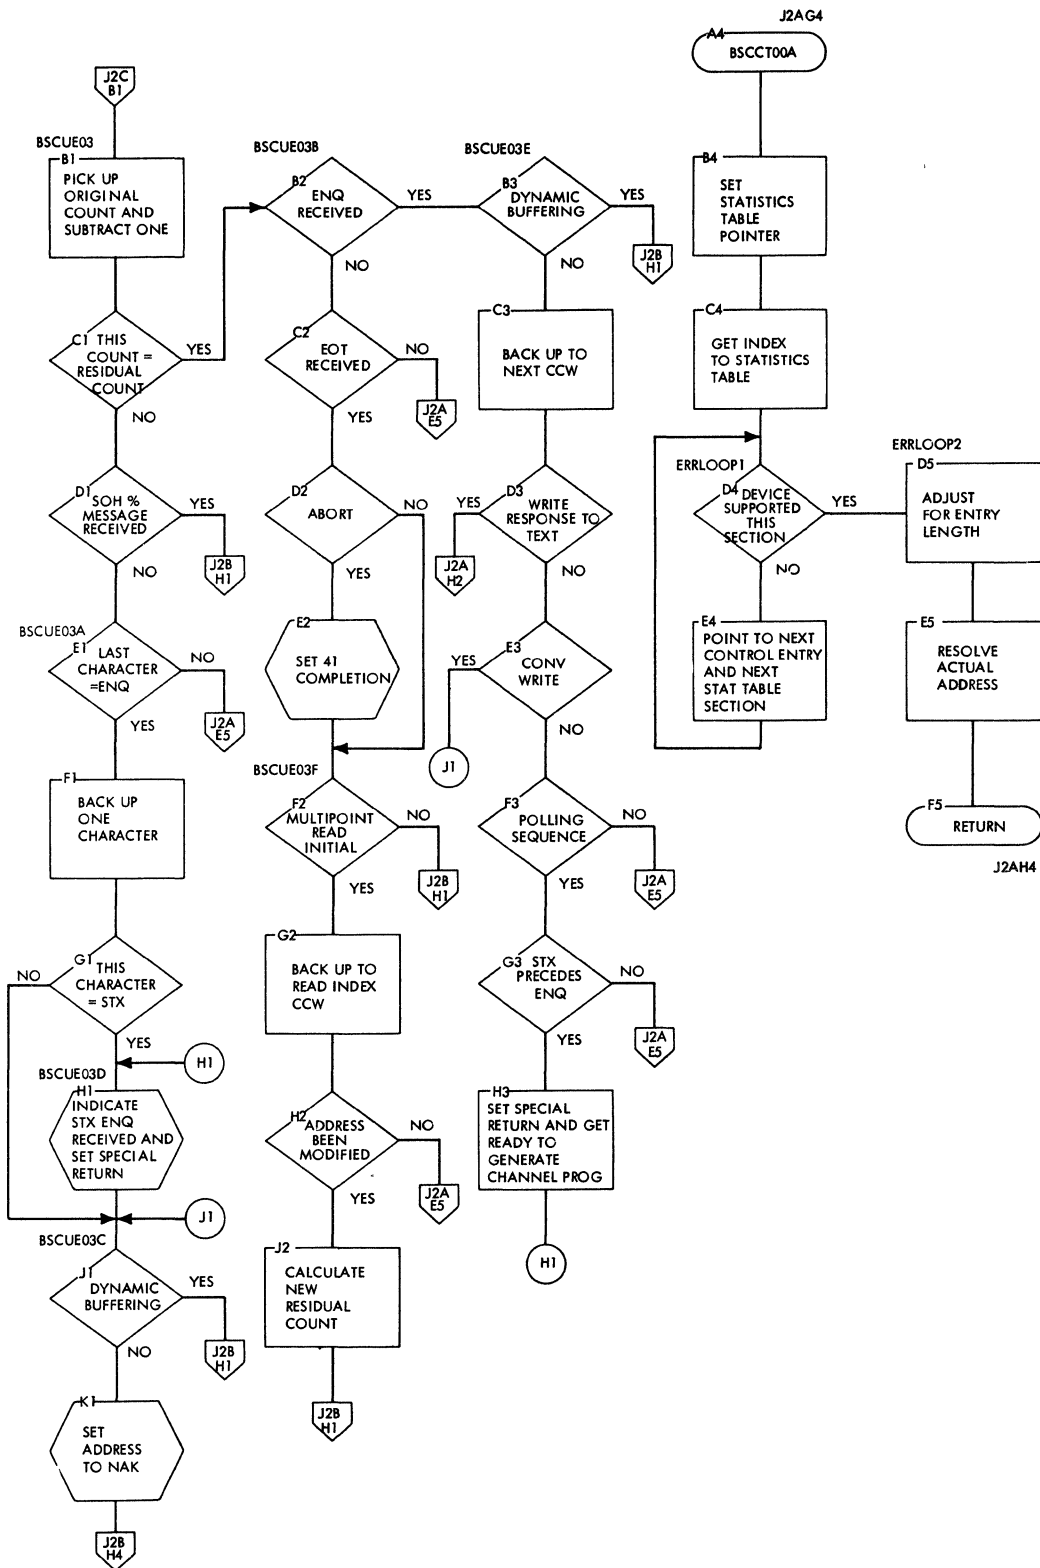 J2C
B1
BSCUE03
B1
PICK UP
ORIGINAL
COUNT AND
SUBTRACT ONE
C1 THIS
COUNT =
RESIDUAL
COUNT
YES
NO
D1
SOH %
MESSAGE
RECEIVED
YES
J2B
H1
NO
BSCUE03A
E1
LAST
CHARACTER
=ENQ
NO
J2A
E5
YES
F1
BACK UP
ONE
CHARACTER
G1
THIS
CHARACTER
= STX
NO
YES
H1
BSCUE03D
H1
INDICATE
STX ENQ
RECEIVED AND
SET SPECIAL
RETURN
J1
BSCUE03C
J1
DYNAMIC
BUFFERING
YES
J2B
H1
NO
K1
SET
ADDRESS
TO NAK
J2B
H4
BSCUE03B
B2
ENQ
RECEIVED
YES
NO
C2
EOT
RECEIVED
NO
J2A
E5
YES
D2
ABORT
NO
YES
E2
SET 41
COMPLETION
BSCUE03F
F2
MULTIPOINT
READ
INITIAL
NO
J2B
H1
YES
G2
BACK UP TO
READ INDEX
CCW
H2
ADDRESS
BEEN
MODIFIED
NO
J2A
E5
YES
J2
CALCULATE
NEW
RESIDUAL
COUNT
J2B
H1
BSCUE03E
B3
DYNAMIC
BUFFERING
YES
J2B
H1
NO
C3
BACK UP TO
NEXT CCW
D3
WRITE
RESPONSE TO
TEXT
YES
J2A
H2
NO
E3
CONV
WRITE
YES
J1
NO
F3
POLLING
SEQUENCE
NO
J2A
E5
YES
G3 STX
PRECEDES
ENQ
NO
J2A
E5
YES
H3
SET SPECIAL
RETURN AND GET
READY TO
GENERATE
CHANNEL PROG
H1
J2AG4
A4
BSCCT00A
B4
SET
STATISTICS
TABLE
POINTER
C4
GET INDEX
TO STATISTICS
TABLE
ERRLOOP1
D4 DEVICE
SUPPORTED
THIS
SECTION
YES
NO
E4
POINT TO NEXT
CONTROL ENTRY
AND NEXT
STAT TABLE
SECTION
ERRLOOP2
D5
ADJUST
FOR ENTRY
LENGTH
E5
RESOLVE
ACTUAL
ADDRESS
F5
RETURN
J2AH4